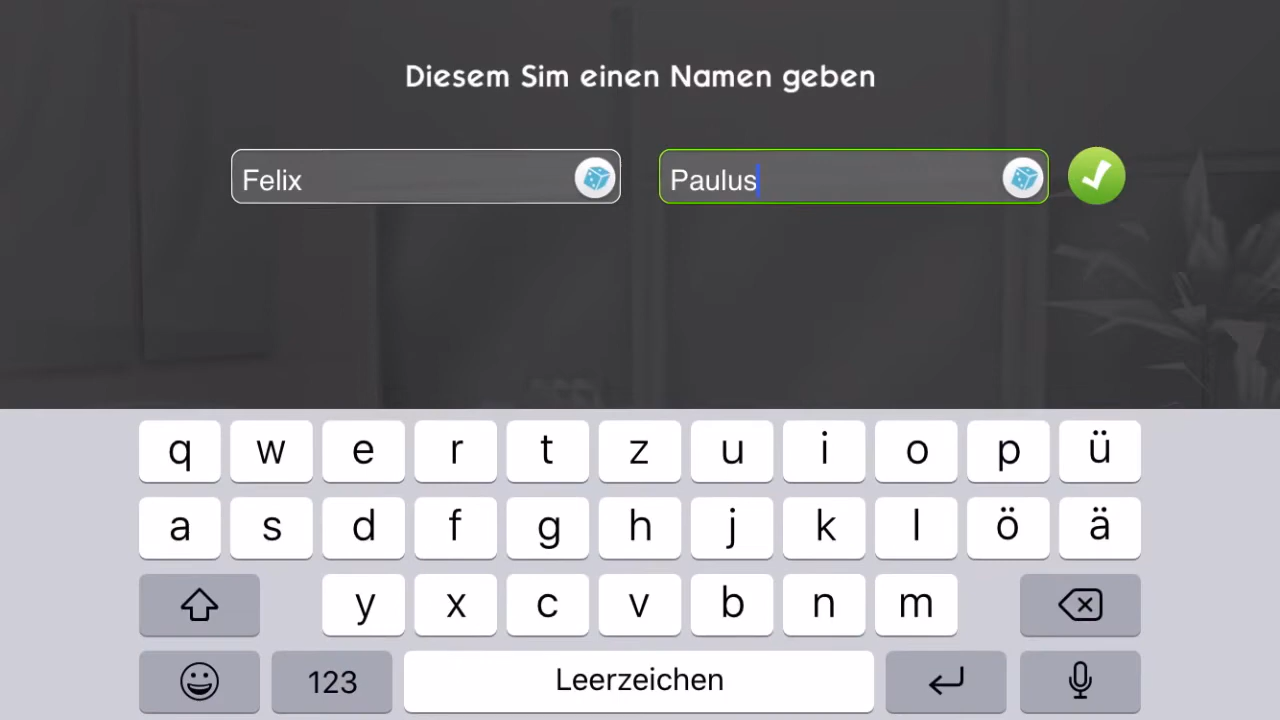 Diesem Sim einen Namen geben
Felix Paulus
q w e r t z u i o p ü
a s d f g h j k l ö ä
y x c v b n m
123 Leerzeichen